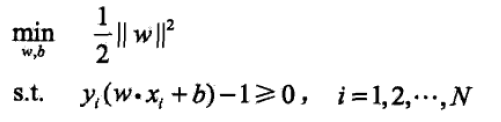 min w,b 1/2 ‖w‖²
s.t. yᵢ(w·xᵢ+b)−1⩾0, i=1,2,⋯,N